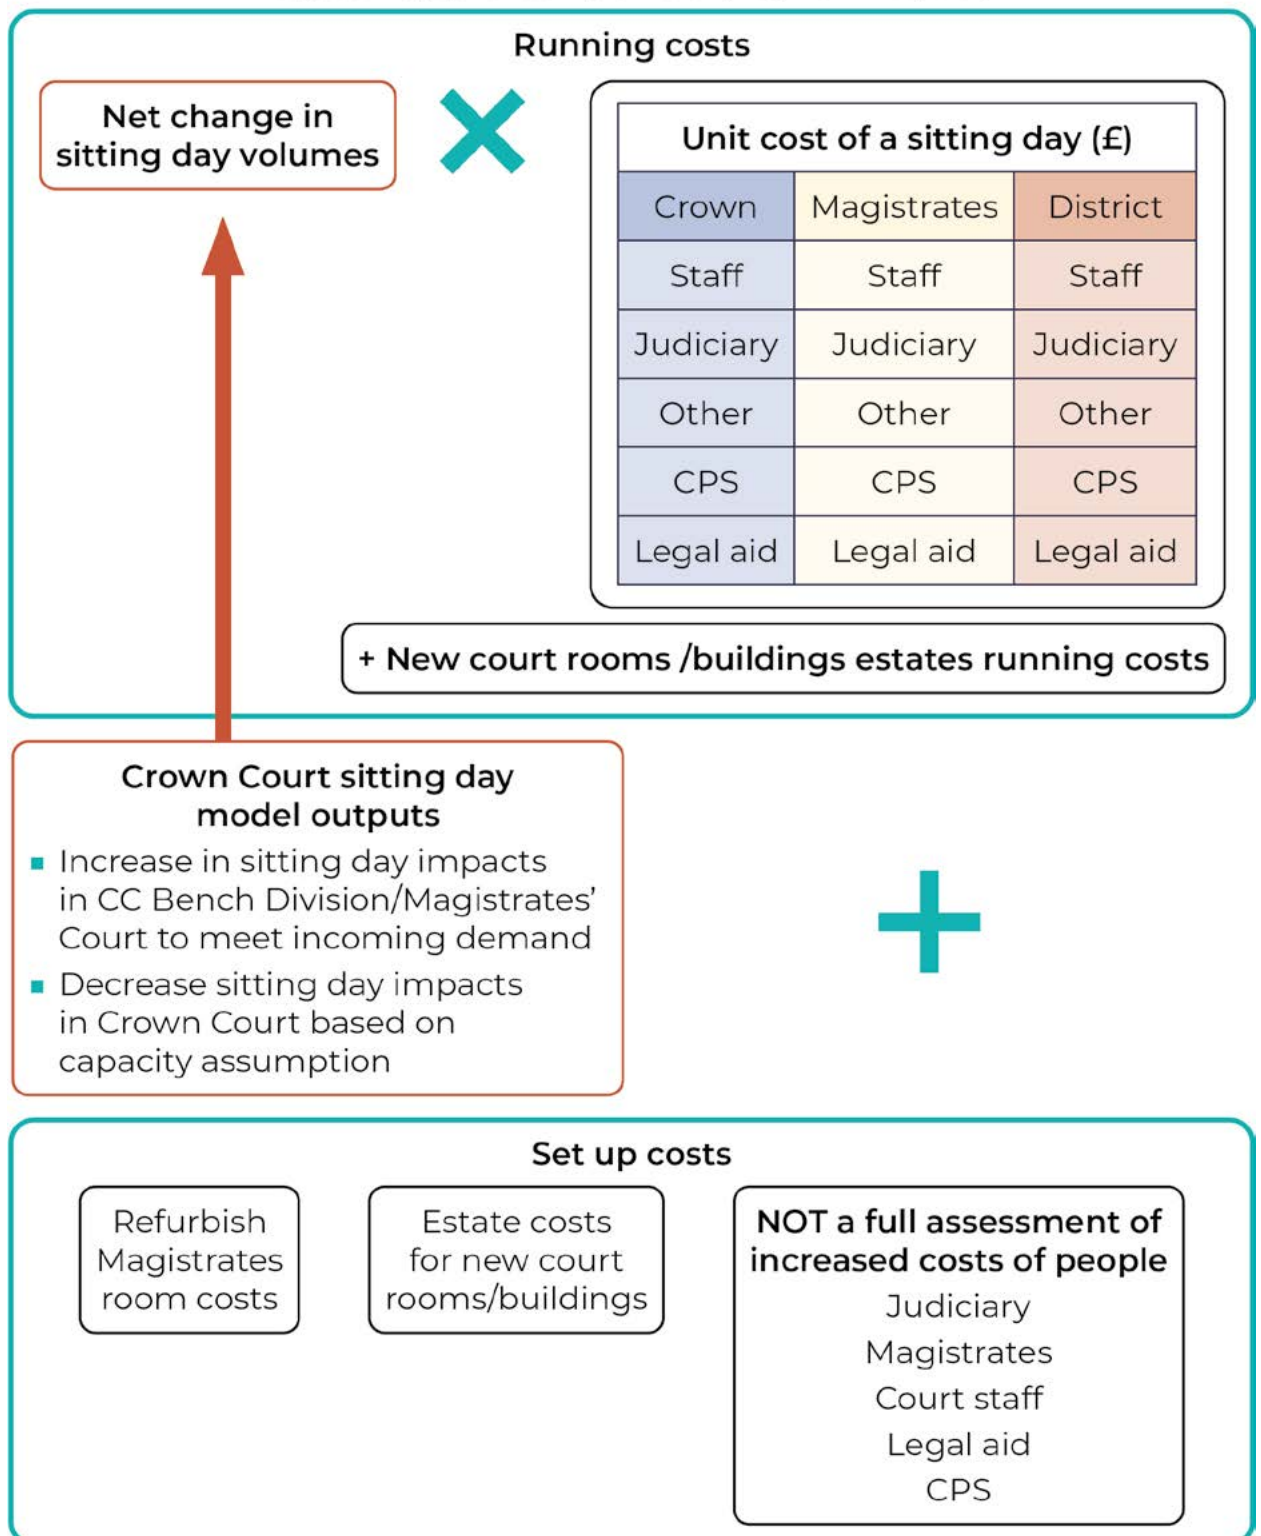 Running costs
Net change in
sitting day volumes
Unit cost of a sitting day (£)
Crown Magistrates District
Staff Staff Staff
Judiciary Judiciary Judiciary
Other Other Other
CPS CPS CPS
Legal aid Legal aid Legal aid
+ New court rooms /buildings estates running costs
Crown Court sitting day
model outputs
Increase in sitting day impacts
in CC Bench Division/Magistrates’
Court to meet incoming demand
Decrease sitting day impacts
in Crown Court based on
capacity assumption
Set up costs
Refurbish
Magistrates
room costs
Estate costs
for new court
rooms/buildings
NOT a full assessment of
increased costs of people
Judiciary
Magistrates
Court staff
Legal aid
CPS